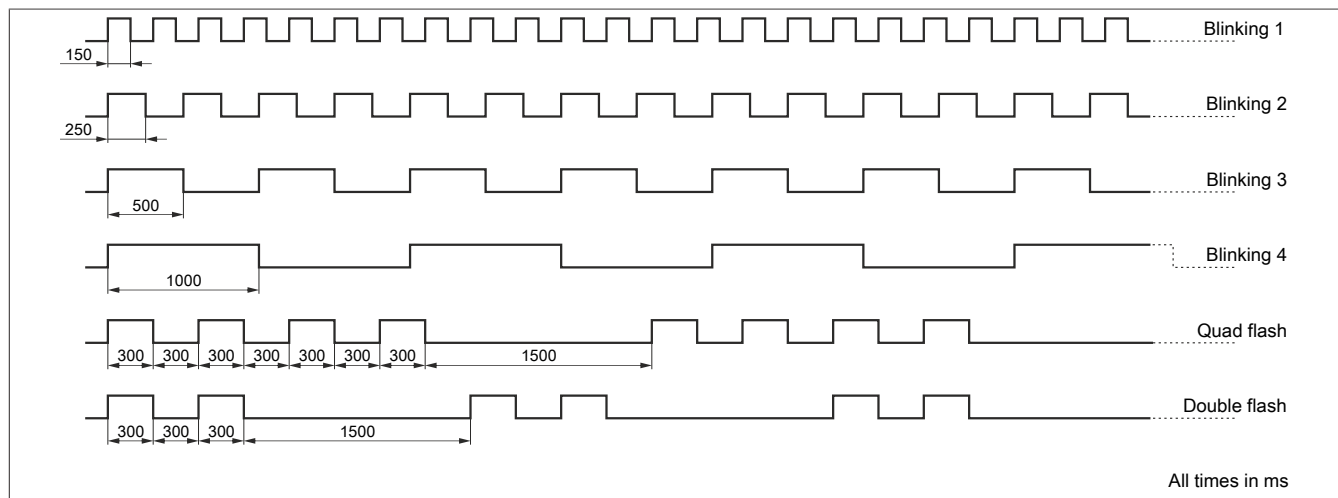 Blinking 1
150
Blinking 2
250
Blinking 3
500
Blinking 4
1000
Quad flash
300 300 300 300 300 300 300 1500
Double flash
300 300 300 1500
All times in ms